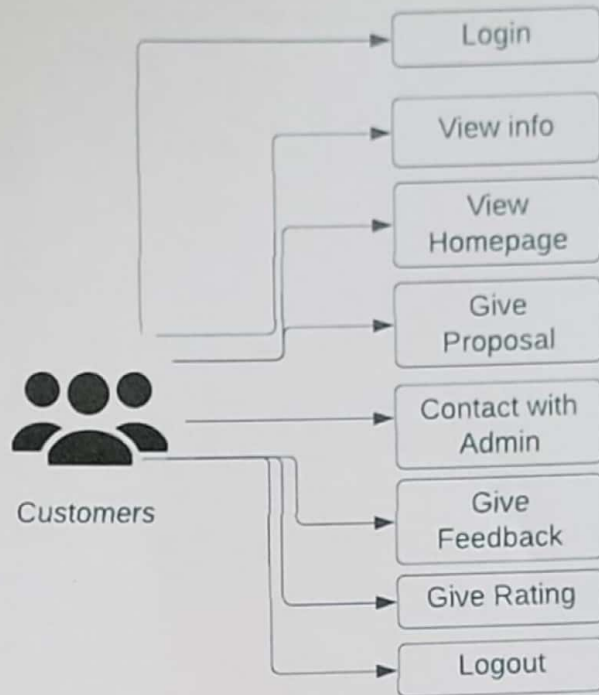 Login
View info
View
Homepage
Give
Proposal
Contact with
Admin
Customers
Give
Feedback
Give Rating
Logout